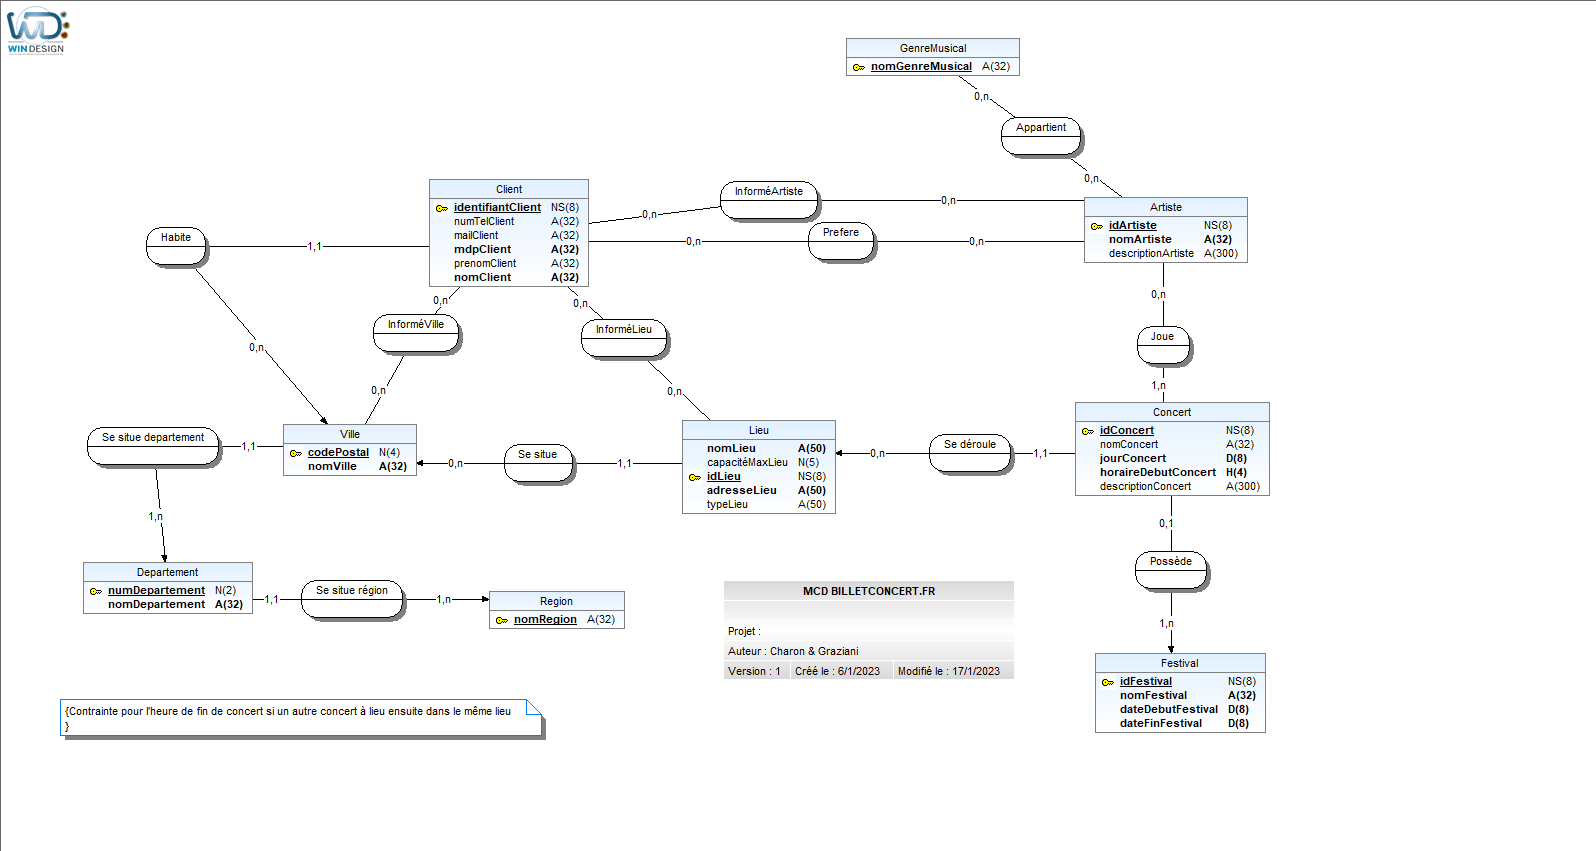 WIN DESIGN
GenreMusical
nomGenreMusical A(32)
0,n
Appartient
0,n
Client
identifiantClient NS(8)
numTelClient A(32)
mailClient A(32)
mdpClient A(32)
prenomClient A(32)
nomClient A(32)
InforméArtiste
0,n
0,n
Prefere
0,n
0,n
Artiste
idArtiste NS(8)
nomArtiste A(32)
descriptionArtiste A(300)
Habite
1,1
0,n
0,n
InforméVille
0,n
0,n
InforméLieu
0,n
0,n
Joue
1,n
Se situe departement
1,1
1,n
Ville
codePostal N(4)
nomVille A(32)
0,n
Se situe
1,1
Lieu
nomLieu A(50)
capacitéMaxLieu N(5)
idLieu NS(8)
adresseLieu A(50)
typeLieu A(50)
0,n
Se déroule
1,1
Concert
idConcert NS(8)
nomConcert A(32)
jourConcert D(8)
horaireDebutConcert H(4)
descriptionConcert A(300)
0,1
Possède
1,n
Departement
numDepartement N(2)
nomDepartement A(32)
1,1
Se situe région
1,n
Region
nomRegion A(32)
MCD BILLETCONCERT.FR
Projet :
Auteur : Charon & Graziani
Version : 1 Créé le : 6/1/2023 Modifié le : 17/1/2023
Festival
idFestival NS(8)
nomFestival A(32)
dateDebutFestival D(8)
dateFinFestival D(8)
{Contrainte pour l'heure de fin de concert si un autre concert à lieu ensuite dans le même lieu
}